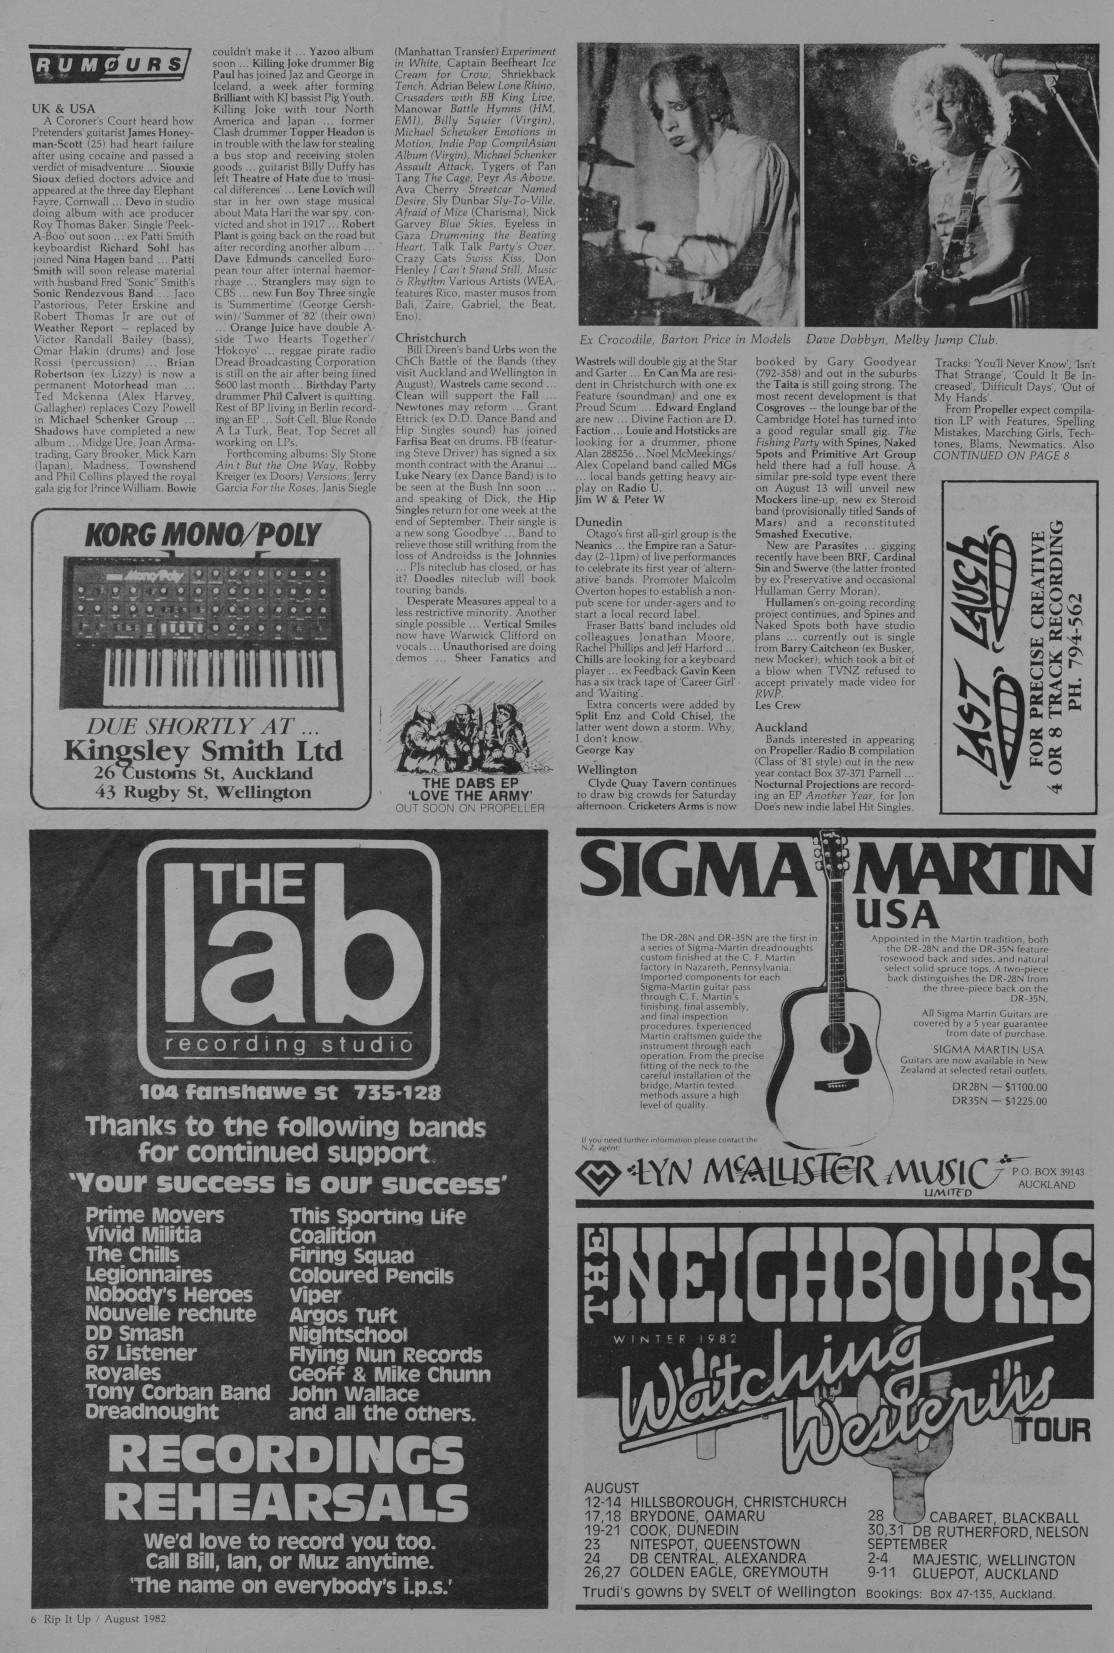 RUMOURS
UK & USA
A Coroner's Court heard how
Pretenders' guitarist James Honey-
man-Scott (25) had heart failure
after using cocaine and passed a
verdict of misadventure ... Siouxie
Sioux defied doctors advice and
appeared at the three day Elephant
Fayre, Cornwall ... Devo in studio
doing album with ace producer
Roy Thomas Baker. Single 'Peek-
A-Boo' out soon ... ex Patti Smith
keyboardist Richard Sohl has
joined Nina Hagen band ... Patti
Smith will soon release material
with husband Fred "Sonic" Smith's
Sonic Rendezvous Band ... Jaco
Pastorious, Peter Erskine and
Robert Thomas Jr are out of
Weather Report — replaced by
Victor Randall Bailey (bass),
Omar Hakin (drums) and Jose
Rossi (percussion) ... Brian
Robertson (ex Lizzy) is now a
permanent Motorhead man ...
Ted Mckenna (Alex Harvey,
Gallagher) replaces Cozy Powell
in Michael Schenker Group ...
Shadows have completed a new
album ... Midge Ure, Joan Arma-
trading, Gary Brooker, Mick Karn
(Japan), Madness, Townshend
and Phil Collins played the royal
gala gig for Prince William. Bowie
couldn't make it ... Yazoo album
soon ... Killing Joke drummer Big
Paul has joined Jaz and George in
Iceland, a week after forming
Brilliant with KJ bassist Pig Youth.
Killing Joke with tour North
America and Japan ... former
Clash drummer Topper Headon is
in trouble with the law for stealing
a bus stop and receiving stolen
goods ... guitarist Billy Duffy has
left Theatre of Hate due to 'musi-
cal differences' ... Lene Lovich will
star in her own stage musical
about Mata Hari the war spy, con-
victed and shot in 1917 ... Robert
Plant is going back on the road but
after recording another album ...
Dave Edmunds cancelled Euro-
pean tour after internal haemor-
rhage ... Stranglers may sign to
CBS ... new Fun Boy Three single
is 'Summertime' (George Gersh-
win)/'Summer of '82' (their own)
... Orange Juice have double A-
side 'Two Hearts Together'/
'Hokoyo' ... reggae pirate radio
Dread Broadcasting Corporation
is still on the air after being fined
$600 last month ... Birthday Party
drummer Phil Calvert is quitting.
Rest of BP living in Berlin record-
ing an EP ... Soft Cell, Blue Rondo
A La Turk, Beat, Top Secret all
working on LPs.
Forthcoming albums: Sly Stone
Ain't But the One Way, Robby
Kreiger (ex Doors) Versions, Jerry
Garcia For the Roses, Janis Siegle
(Manhattan Transfer) Experiment
in White, Captain Beefheart Ice
Cream for Crow, Shriekback
Tench, Adrian Belew Lone Rhino,
Crusaders with BB King Live,
Manowar Battle Hymns (HM,
EMI), Billy Squier (Virgin),
Michael Schewker Emotions in
Motion, Indie Pop CompilAsian
Album (Virgin), Michael Schenker
Assault Attack, Tygers of Pan
Tang The Cage, Peyr As Above,
Ava Cherry Streetcar Named
Desire, Sly Dunbar Sly-To-Ville,
Afraid of Mice (Charisma), Nick
Garvey Blue Skies, Eyeless in
Gaza Drumming the Beating
Heart, Talk Talk Party's Over,
Crazy Cats Swiss Kiss, Don
Henley I Can't Stand Still, Music
& Rhythm Various Artists (WEA,
features Rico, master musos from
Bali, Zaire, Gabriel, the Beat,
Eno).
Christchurch
Bill Direen's band Urbs won the
ChCh Battle of the Bands (they
visit Auckland and Wellington in
August), Wastrels came second ...
Clean will support the Fall ...
Newtones may reform ... Grant
Ettrick (ex D.D. Dance Band and
Hip Singles sound) has joined
Farfisa Beat on drums. FB (featur-
ing Steve Driver) has signed a six
month contract with the Aranui ...
Luke Neary (ex Dance Band) is to
be seen at the Bush Inn soon ...
and speaking of Dick, the Hip
Singles return for one week at the
end of September. Their single is
a new song 'Goodbye' ... Band to
relieve those still writhing from the
loss of Androidss is the Johnnies
... PJs niteclub has closed, or has
it? Doodles niteclub will book
touring bands.
Desperate Measures appeal to a
less restrictive minority. Another
single possible ... Vertical Smiles
now have Warwick Clifford on
vocals ... Unauthorised are doing
demos ... Sheer Fanatics and
Ex Crocodile, Barton Price in Models
Dave Dobbyn, Melby Jump Club.
Wastrels will double gig at the Star
and Garter ... En Can Ma are resi-
dent in Christchurch with one ex
Feature (soundman) and one ex
Proud Scum ... Edward England
are new ... Divine Faction are D.
Faction ... Louie and Hotsticks are
looking for a drummer, phone
Alan 288256 ... Noel McMeekings/
Alex Copeland band called MGs
... local bands getting heavy air-
play on Radio U.
Jim W & Peter W
Dunedin
Otago's first all-girl group is the
Neanics ... the Empire ran a Satur-
day (2-11pm) of live performances
to celebrate its first year of 'altern-
ative' bands. Promoter Malcolm
Overton hopes to establish a non-
pub scene for under-agers and to
start a local record label.
Fraser Batts' band includes old
colleagues Jonathan Moore,
Rachel Phillips and Jeff Harford ...
Chills are looking for a keyboard
player ... ex Feedback Gavin Keen
has a six track tape of 'Career Girl'
and 'Waiting'.
Extra concerts were added by
Split Enz and Cold Chisel, the
latter went down a storm. Why,
I don't know.
George Kay
Wellington
Clyde Quay Tavern continues
to draw big crowds for Saturday
afternoon. Cricketers Arms is now
booked by Gary Goodyear
(792-358) and out in the suburbs
the Taita is still going strong. The
most recent development is that
Cosgroves — the lounge bar of the
Cambridge Hotel has turned into
a good regular small gig. The
Fishing Party with Spines, Naked
Spots and Primitive Art Group
held there had a full house. A
similar pre-sold type event there
on August 13 will unveil new
Mockers line-up, new ex Steroid
band (provisionally titled Sands of
Mars) and a reconstituted
Smashed Executive.
New are Parasites ... gigging
recently have been BRF, Cardinal
Sin and Swerve (the latter fronted
by ex Preservative and occasional
Hullaman Gerry Moran).
Hullamen's on-going recording
project continues, and Spines and
Naked Spots both have studio
plans ... currently out is single
from Barry Caitcheon (ex Busker,
new Mocker), which took a bit of
a blow when TVNZ refused to
accept privately made video for
RWP.
Les Crew
Auckland
Bands interested in appearing
on Propeller/Radio B compilation
(Class of '81 style) out in the new
year contact Box 37-371 Parnell ...
Nocturnal Projections are record-
ing an EP Another Year, for Jon
Doe's new indie label Hit Singles.
Tracks: 'You'll Never Know', 'Isn't
That Strange', 'Could It Be In-
creased', 'Difficult Days', 'Out of
My Hands'.
From Propeller expect compila-
tion LP with Features, Spelling
Mistakes, Marching Girls, Tech-
tones, Blams, Newmatics. Also
CONTINUED ON PAGE 8
KORG MONO/POLY
Mono/Poly
DUE SHORTLY AT ...
Kingsley Smith Ltd
26 Customs St, Auckland
43 Rugby St, Wellington
THE DABS EP
'LOVE THE ARMY'
OUT SOON ON PROPELLER
LAST LAUGH
FOR PRECISE CREATIVE
4 OR 8 TRACK RECORDING
PH. 794-562
THE
lab
recording studio
104 fanshawe st 735-128
Thanks to the following bands
for continued support.
'Your success is our success'
Prime Movers
Vivid Militia
The Chills
Legionnaires
Nobody's Heroes
Nouvelle rechute
DD Smash
67 Listener
Royales
Tony Corban Band
Dreadnought
This Sporting Life
Coalition
Firing Squad
Coloured Pencils
Viper
Argos Tuft
Nightschool
Flying Nun Records
Geoff & Mike Chunn
John Wallace
and all the others.
RECORDINGS
REHEARSALS
We'd love to record you too.
Call Bill, Ian, or Muz anytime.
'The name on everybody's i.p.s.'
SIGMA MARTIN
USA
The DR-28N and DR-35N are the first in
a series of Sigma-Martin dreadnoughts
custom finished at the C. F. Martin
factory in Nazareth, Pennsylvania.
Imported components for each
Sigma-Martin guitar pass
through C. F. Martin's
finishing, final assembly,
and final inspection
procedures. Experienced
Martin craftsmen guide the
instrument through each
operation. From the precise
fitting of the neck to the
careful installation of the
bridge, Martin tested
methods assure a high
level of quality.
Appointed in the Martin tradition, both
the DR-28N and the DR-35N feature
rosewood back and sides, and natural
select solid spruce tops. A two-piece
back distinguishes the DR-28N from
the three-piece back on the
DR-35N.
All Sigma Martin Guitars are
covered by a 5 year guarantee
from date of purchase.
SIGMA MARTIN USA
Guitars are now available in New
Zealand at selected retail outlets.
DR28N — $1100.00
DR35N — $1225.00
If you need further information please contact the
N.Z. agent:
LYN McALLISTER MUSIC
LIMITED
P.O. BOX 39143
AUCKLAND
THE NEIGHBOURS
WINTER 1982
Watching
Westerns
TOUR
AUGUST
12-14 HILLSBOROUGH, CHRISTCHURCH
17,18 BRYDONE, OAMARU
19-21 COOK, DUNEDIN
23 NITESPOT, QUEENSTOWN
24 DB CENTRAL, ALEXANDRA
26,27 GOLDEN EAGLE, GREYMOUTH
28 CABARET, BLACKBALL
30,31 DB RUTHERFORD, NELSON
SEPTEMBER
2-4 MAJESTIC, WELLINGTON
9-11 GLUEPOT, AUCKLAND
Trudi's gowns by SVELT of Wellington Bookings: Box 47-135, Auckland.
6 Rip It Up / August 1982